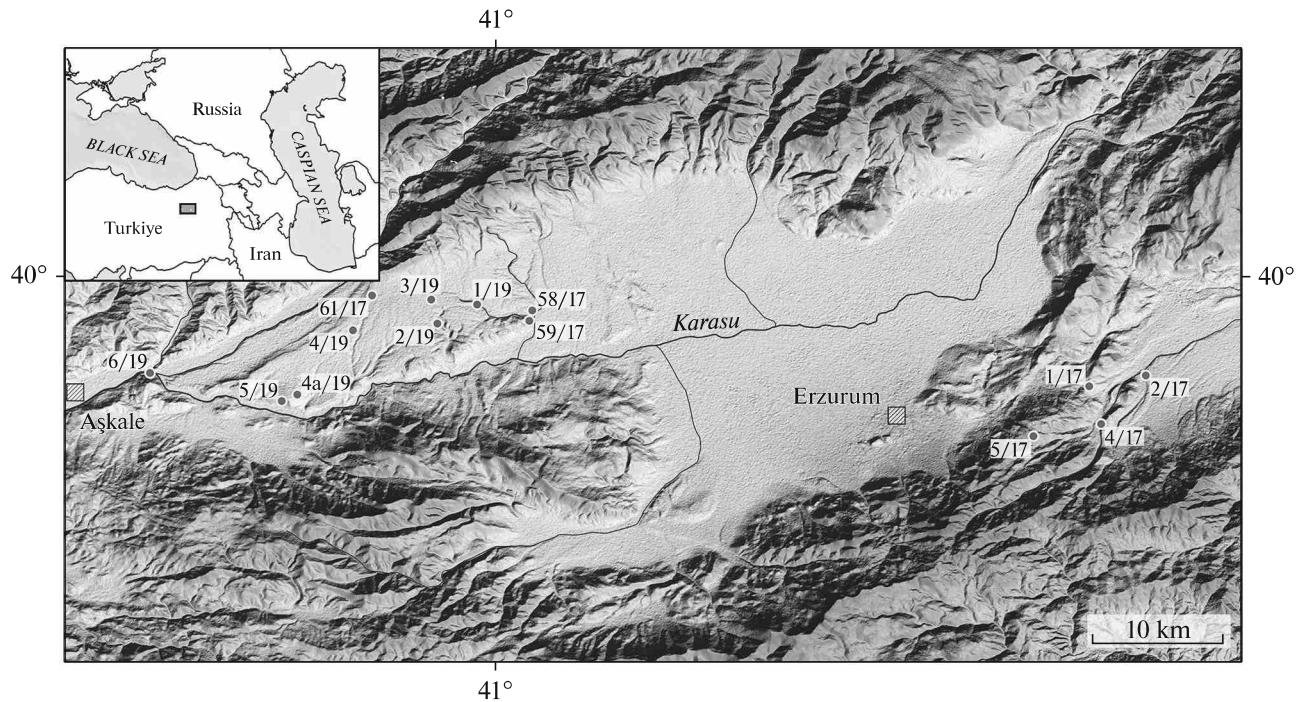 41°
Russia
BLACK SEA
CASPIAN SEA
Turkiye
Iran
40°
40°
3/19
1/19
58/17
61/17
59/17
2/19
4/19
Karasu
6/19
5/19
4a/19
Aşkale
Erzurum
1/17
2/17
4/17
5/17
10 km
41°